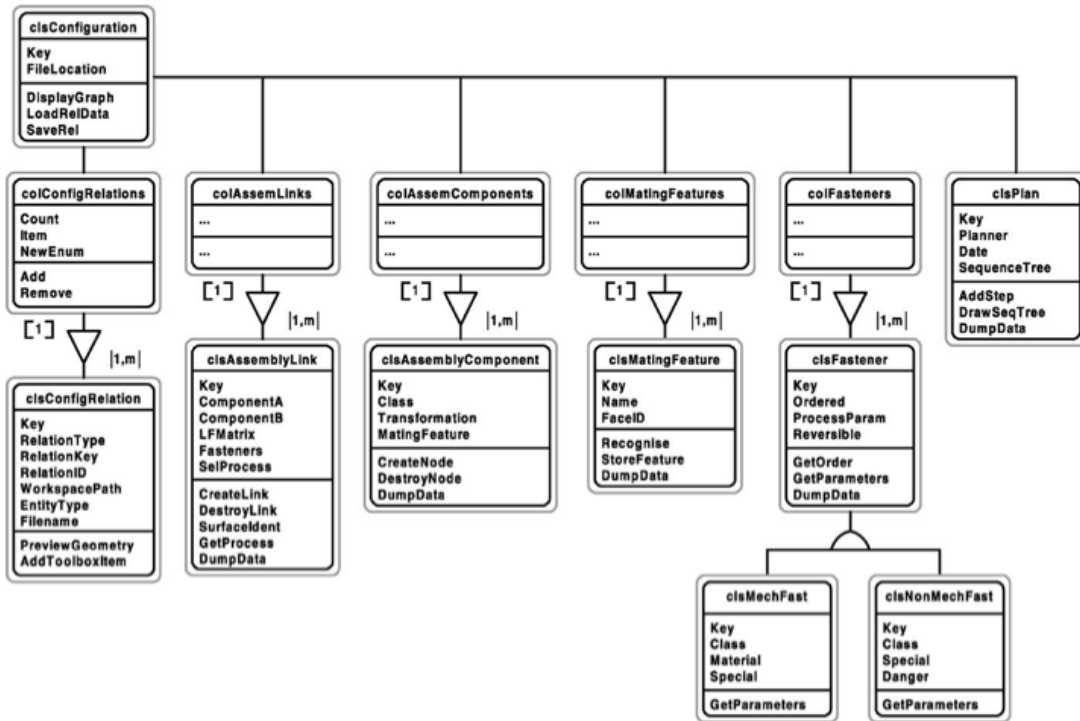 clsConfiguration
Key
FileLocation
DisplayGraph
LoadRelData
SaveRel
colConfigRelations
Count
Item
NewEnum
Add
Remove
[1]
|1,m|
clsConfigRelation
Key
RelationType
RelationKey
RelationID
WorkspacePath
EntityType
Filename
PreviewGeometry
AddToolboxItem
colAssemLinks
...
...
[1]
|1,m|
clsAssemblyLink
Key
ComponentA
ComponentB
LFMatrix
Fasteners
SelProcess
CreateLink
DestroyLink
SurfaceIdent
GetProcess
DumpData
colAssemComponents
...
...
[1]
|1,m|
clsAssemblyComponent
Key
Class
Transformation
MatingFeature
CreateNode
DestroyNode
DumpData
colMatingFeatures
...
...
[1]
|1,m|
clsMatingFeature
Key
Name
FaceID
Recognise
StoreFeature
DumpData
colFasteners
...
...
[1]
|1,m|
clsFastener
Key
Ordered
ProcessParam
Reversible
GetOrder
GetParameters
DumpData
clsMechFast
Key
Class
Material
Special
GetParameters
clsNonMechFast
Key
Class
Special
Danger
GetParameters
clsPlan
Key
Planner
Date
SequenceTree
AddStep
DrawSeqTree
DumpData